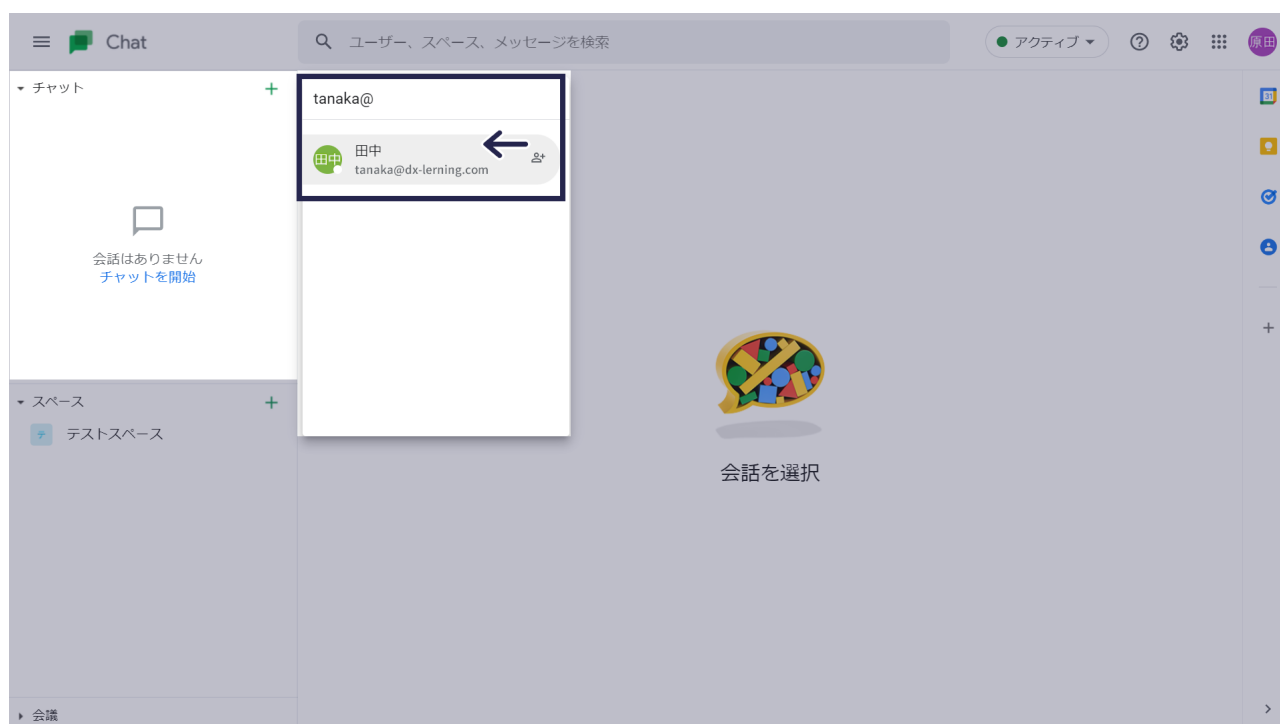 Chat
ユーザー、スペース、メッセージを検索
アクティブ
原田
チャット
tanaka@
田中
田中
tanaka@dx-lerning.com
会話はありません
チャットを開始
31
スペース
テ
テストスペース
会話を選択
会議